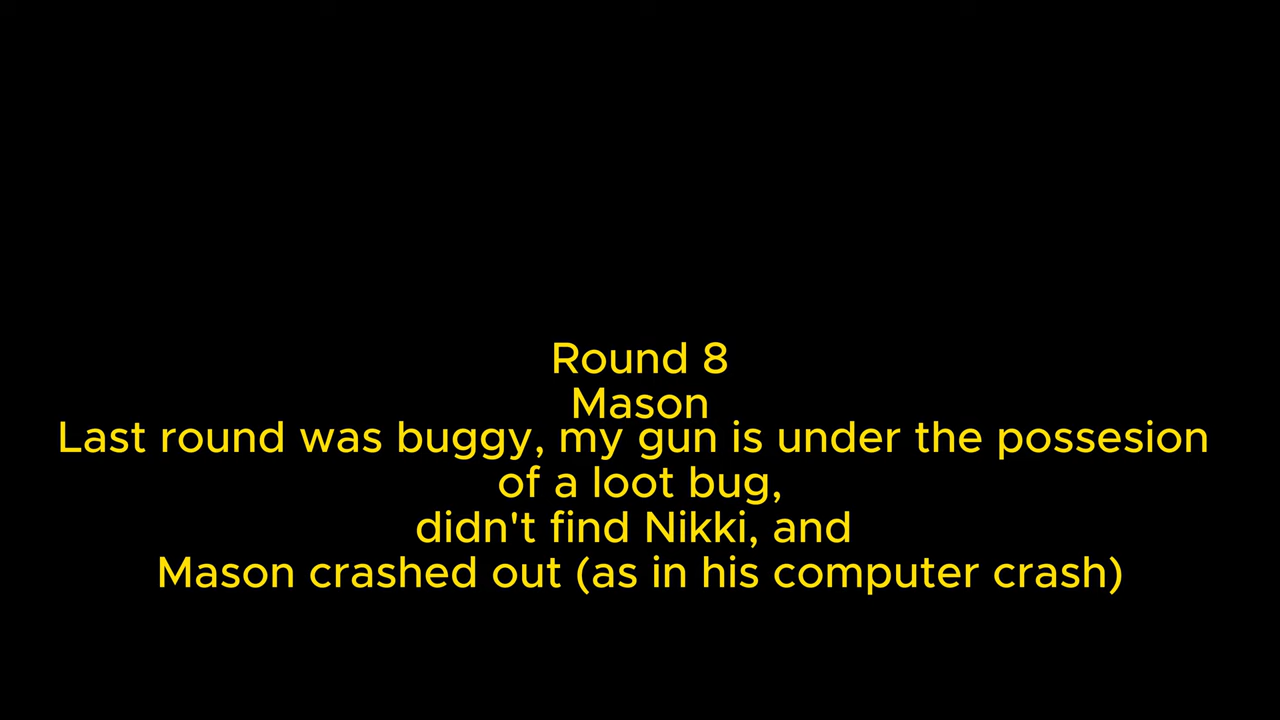 Round 8
Mason
Last round was buggy, my gun is under the possesion
of a loot bug,
didn't find Nikki, and
Mason crashed out (as in his computer crash)